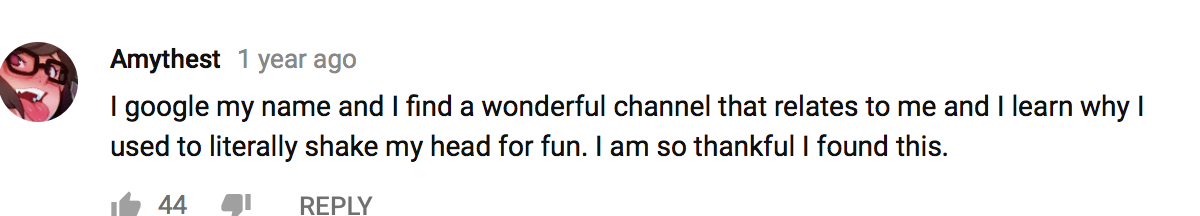 Amythest 1 year ago
I google my name and I find a wonderful channel that relates to me and I learn why I
used to literally shake my head for fun. I am so thankful I found this.
44 REPLY